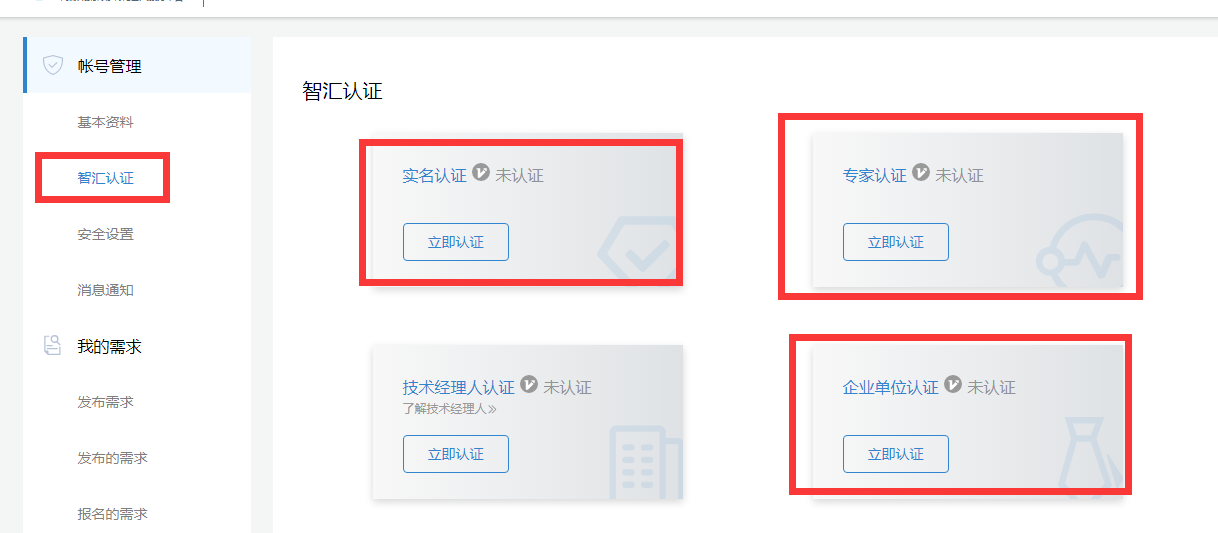 帐号管理
基本资料
智汇认证
安全设置
消息通知
我的需求
发布需求
发布的需求
报名的需求
智汇认证
实名认证 未认证
立即认证
专家认证 未认证
立即认证
技术经理人认证 未认证
了解技术经理人»
立即认证
企业单位认证 未认证
立即认证